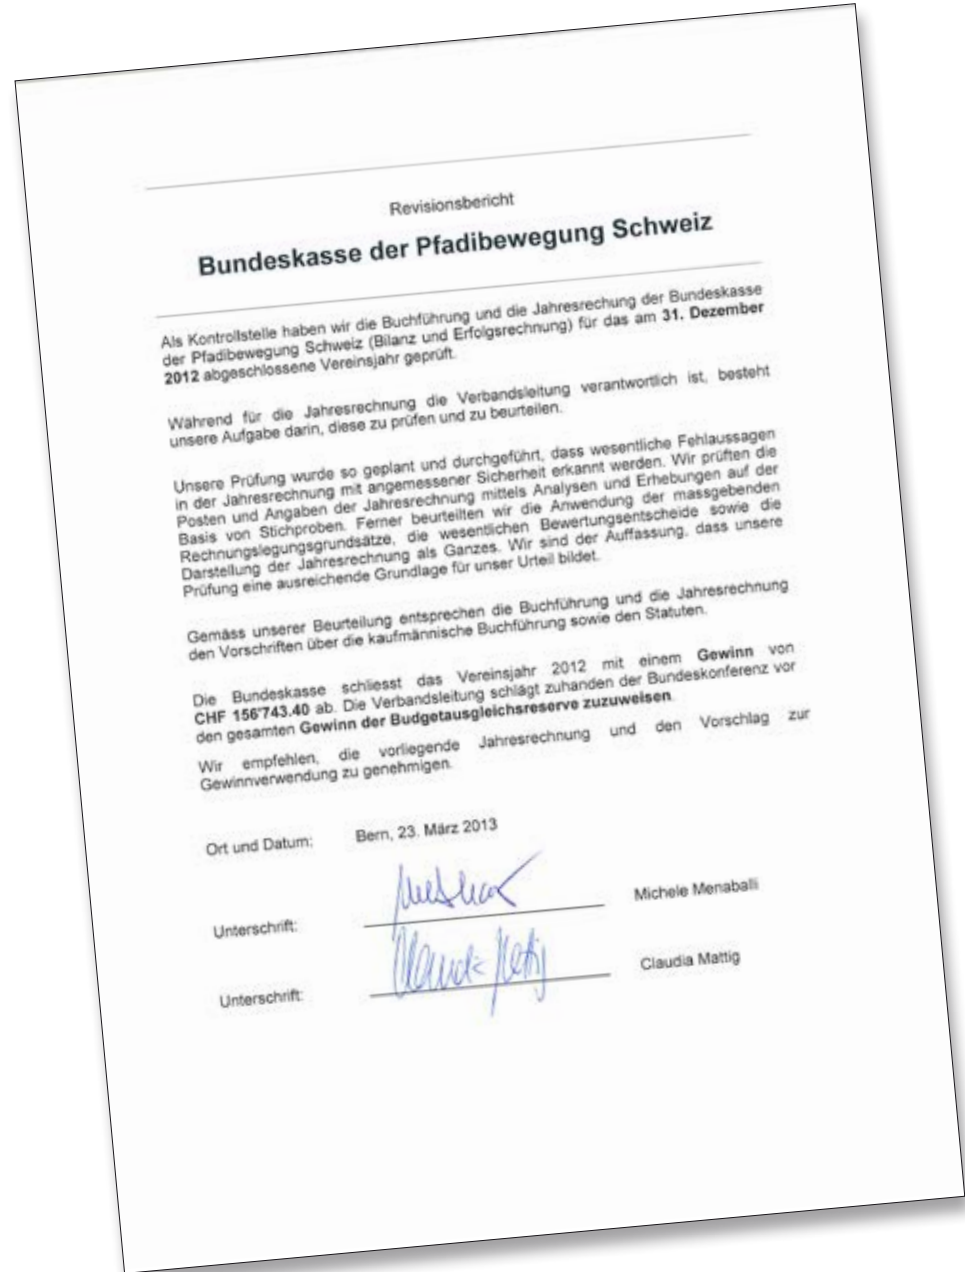 Revisionsbericht
Bundeskasse der Pfadibewegung Schweiz
Als Kontrollstelle haben wir die Buchführung und die Jahresrechung der Bundeskasse
der Pfadibewegung Schweiz (Bilanz und Erfolgsrechnung) für das am 31. Dezember
2012 abgeschlossene Vereinsjahr geprüft.
Während für die Jahresrechnung die Verbandsleitung verantwortlich ist, besteht
unsere Aufgabe darin, diese zu prüfen und zu beurteilen.
Unsere Prüfung wurde so geplant und durchgeführt, dass wesentliche Fehlaussagen
in der Jahresrechnung mit angemessener Sicherheit erkannt werden. Wir prüften die
Posten und Angaben der Jahresrechnung mittels Analysen und Erhebungen auf der
Basis von Stichproben. Ferner beurteilten wir die Anwendung der massgebenden
Rechnungslegungsgrundsätze, die wesentlichen Bewertungsentscheide sowie die
Darstellung der Jahresrechnung als Ganzes. Wir sind der Auffassung, dass unsere
Prüfung eine ausreichende Grundlage für unser Urteil bildet.
Gemäss unserer Beurteilung entsprechen die Buchführung und die Jahresrechnung
den Vorschriften über die kaufmännische Buchführung sowie den Statuten.
Die Bundeskasse schliesst das Vereinsjahr 2012 mit einem Gewinn von
CHF 156'743.40 ab. Die Verbandsleitung schlägt zuhanden der Bundeskonferenz vor
den gesamten Gewinn der Budgetausgleichsreserve zuzuweisen.
Wir empfehlen, die vorliegende Jahresrechnung und den Vorschlag zur
Gewinnverwendung zu genehmigen.
Ort und Datum: Bern, 23. März 2013
Unterschrift: Michele Menaballi
Unterschrift: Claudia Mattig Claudia Mattig